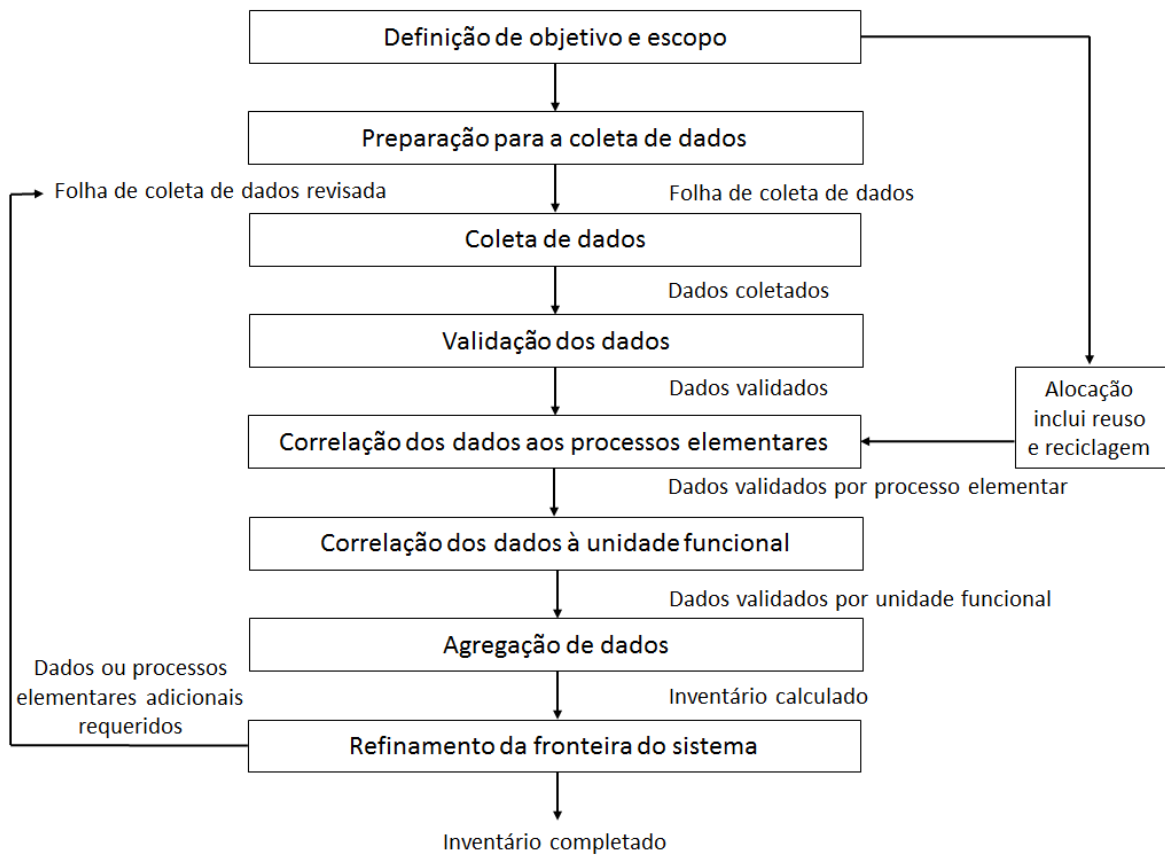 Definição de objetivo e escopo
Preparação para a coleta de dados
Folha de coleta de dados revisada
Folha de coleta de dados
Coleta de dados
Dados coletados
Validação dos dados
Dados validados
Alocação
inclui reuso
e reciclagem
Correlação dos dados aos processos elementares
Dados validados por processo elementar
Correlação dos dados à unidade funcional
Dados validados por unidade funcional
Agregação de dados
Dados ou processos
elementares adicionais
requeridos
Inventário calculado
Refinamento da fronteira do sistema
Inventário completado